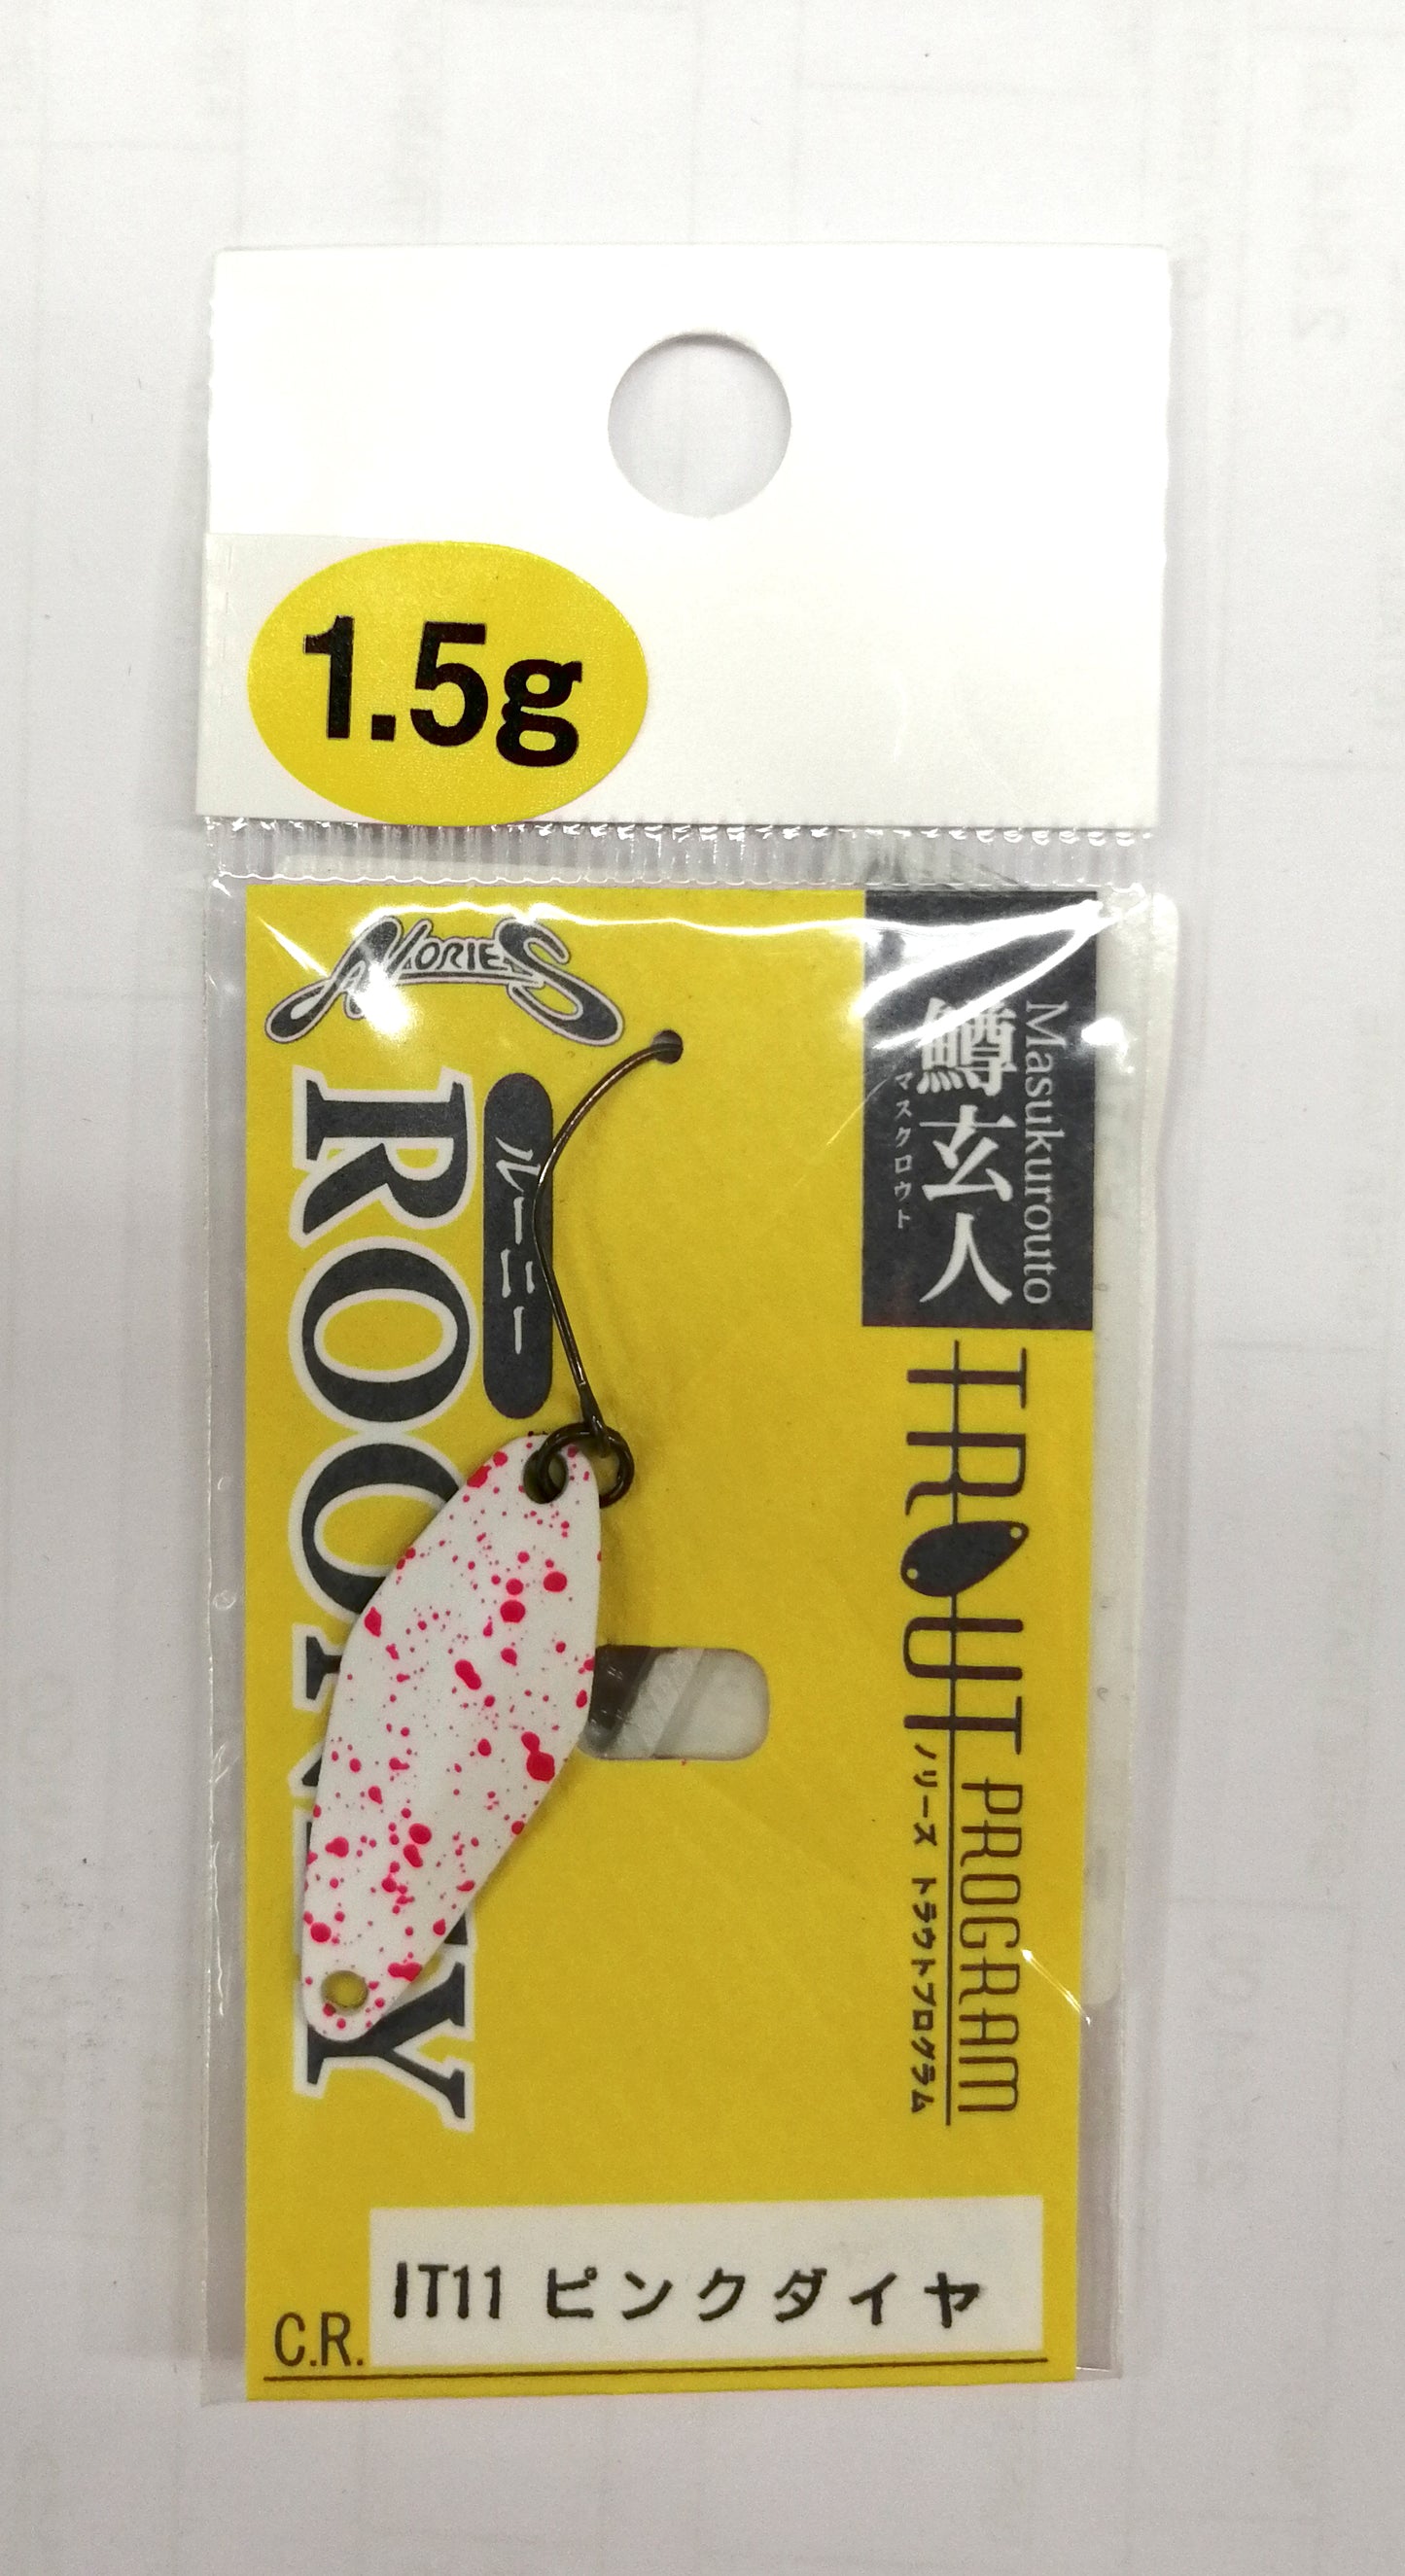 1.5g
NORIES
ROONEY
ルーニー
Masukurouto
鱒玄人
マスクロウト
TROUT PROGRAM
ノリーズ トラウトプログラム
C.R.
IT11 ピンクダイヤ